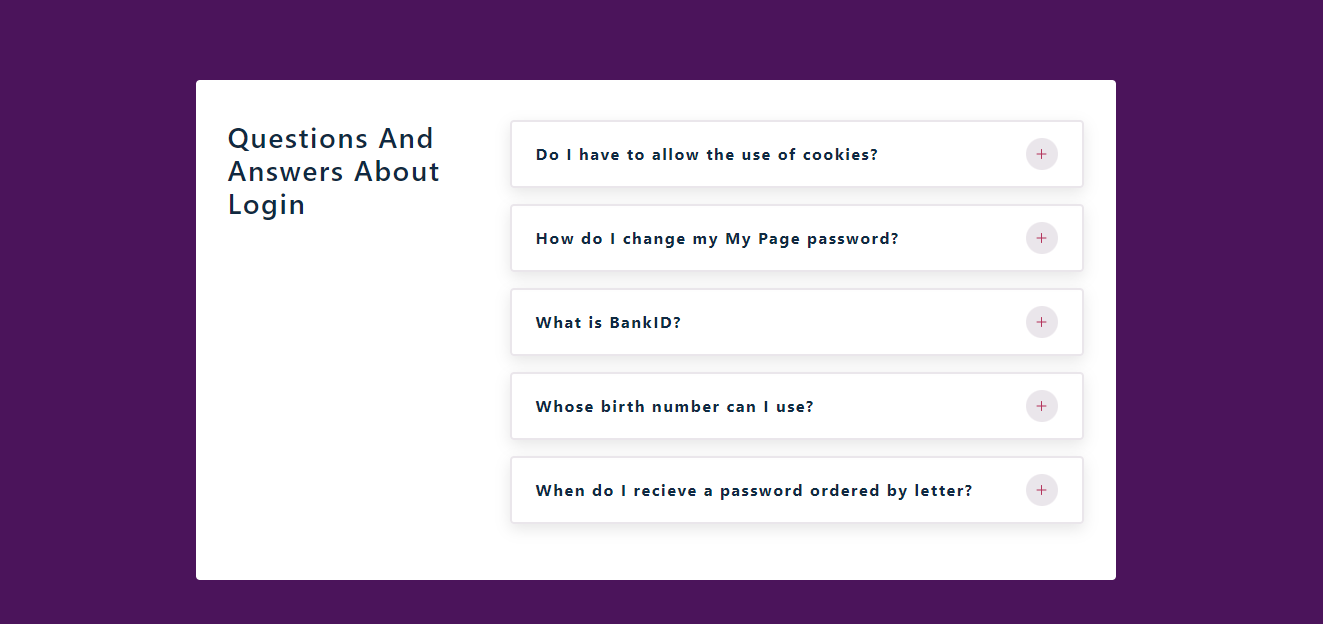 Questions And
Answers About
Login
Do I have to allow the use of cookies?
How do I change my My Page password?
What is BankID?
Whose birth number can I use?
When do I recieve a password ordered by letter?